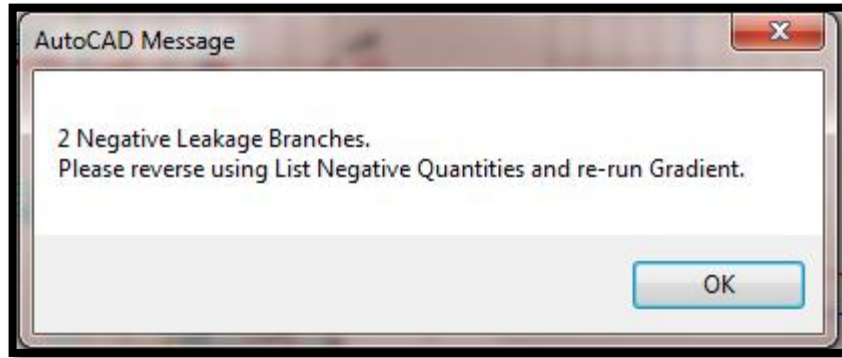 AutoCAD Message
2 Negative Leakage Branches.
Please reverse using List Negative Quantities and re-run Gradient.
OK